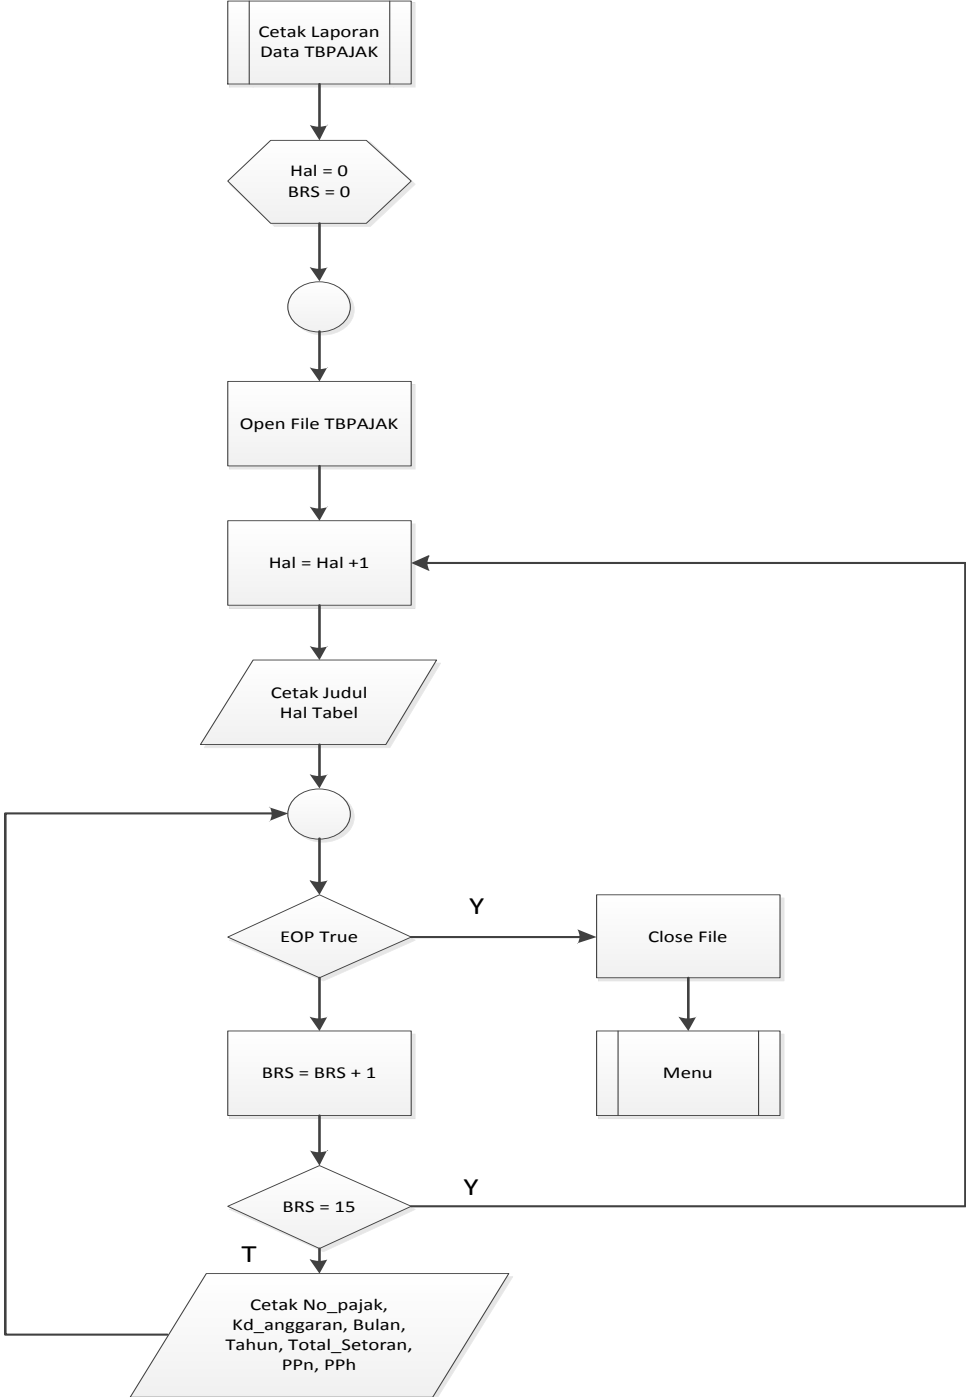 Cetak Laporan
Data TBPAJAK
Hal = 0
BRS = 0
Open File TBPAJAK
Hal = Hal +1
Cetak Judul
Hal Tabel
EOP True
Y
Close File
BRS = BRS + 1
Menu
BRS = 15
Y
T
Cetak No_pajak,
Kd_anggaran, Bulan,
Tahun, Total_Setoran,
PPn, PPh